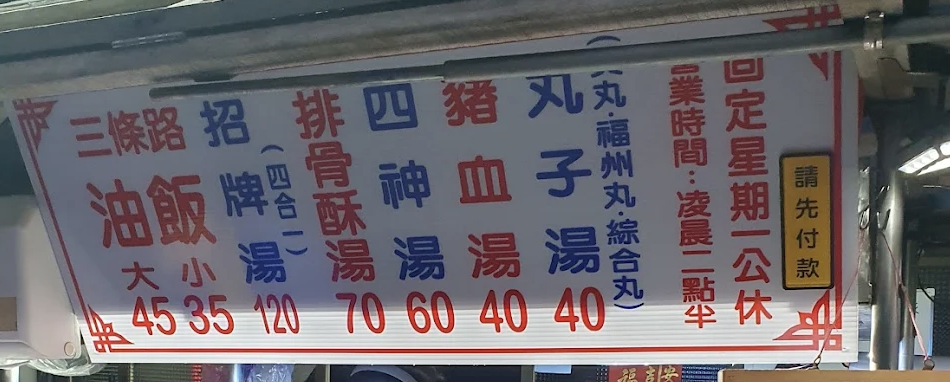 三條路
油飯
大 小
45 35
招牌湯
(四合一)
120
排骨酥湯
70
四神湯
60
豬血湯
40
丸子湯
丸·福州丸·綜合丸)
40
業時間:凌晨二點半
固定星期一公休
請先付款